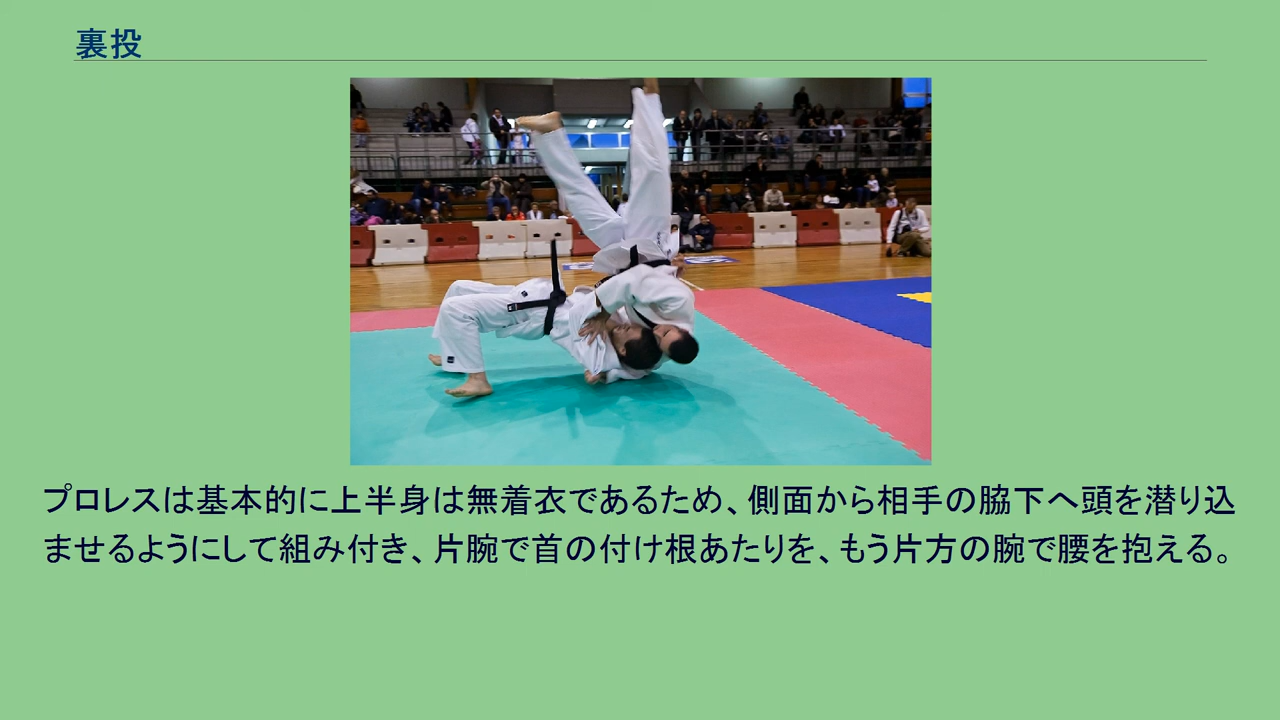 裏投
プロレスは基本的に上半身は無着衣であるため、側面から相手の脇下へ頭を潜り込
ませるようにして組み付き、片腕で首の付け根あたりを、もう片方の腕で腰を抱える。